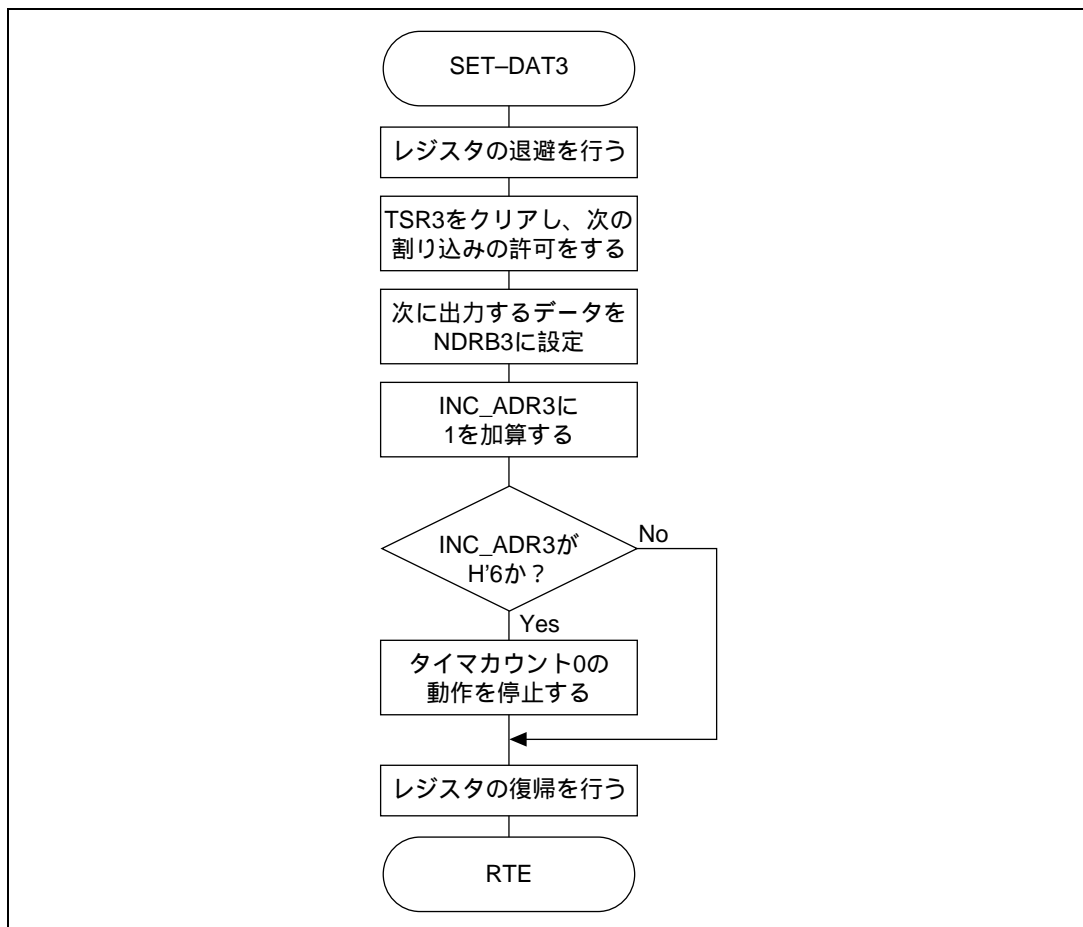 SET–DAT3
レジスタの退避を行う
TSR3をクリアし、次の
割り込みの許可をする
次に出力するデータを
NDRB3に設定
INC_ADR3に
1を加算する
INC_ADR3が
H'6か？
No
Yes
タイマカウント0の
動作を停止する
レジスタの復帰を行う
RTE